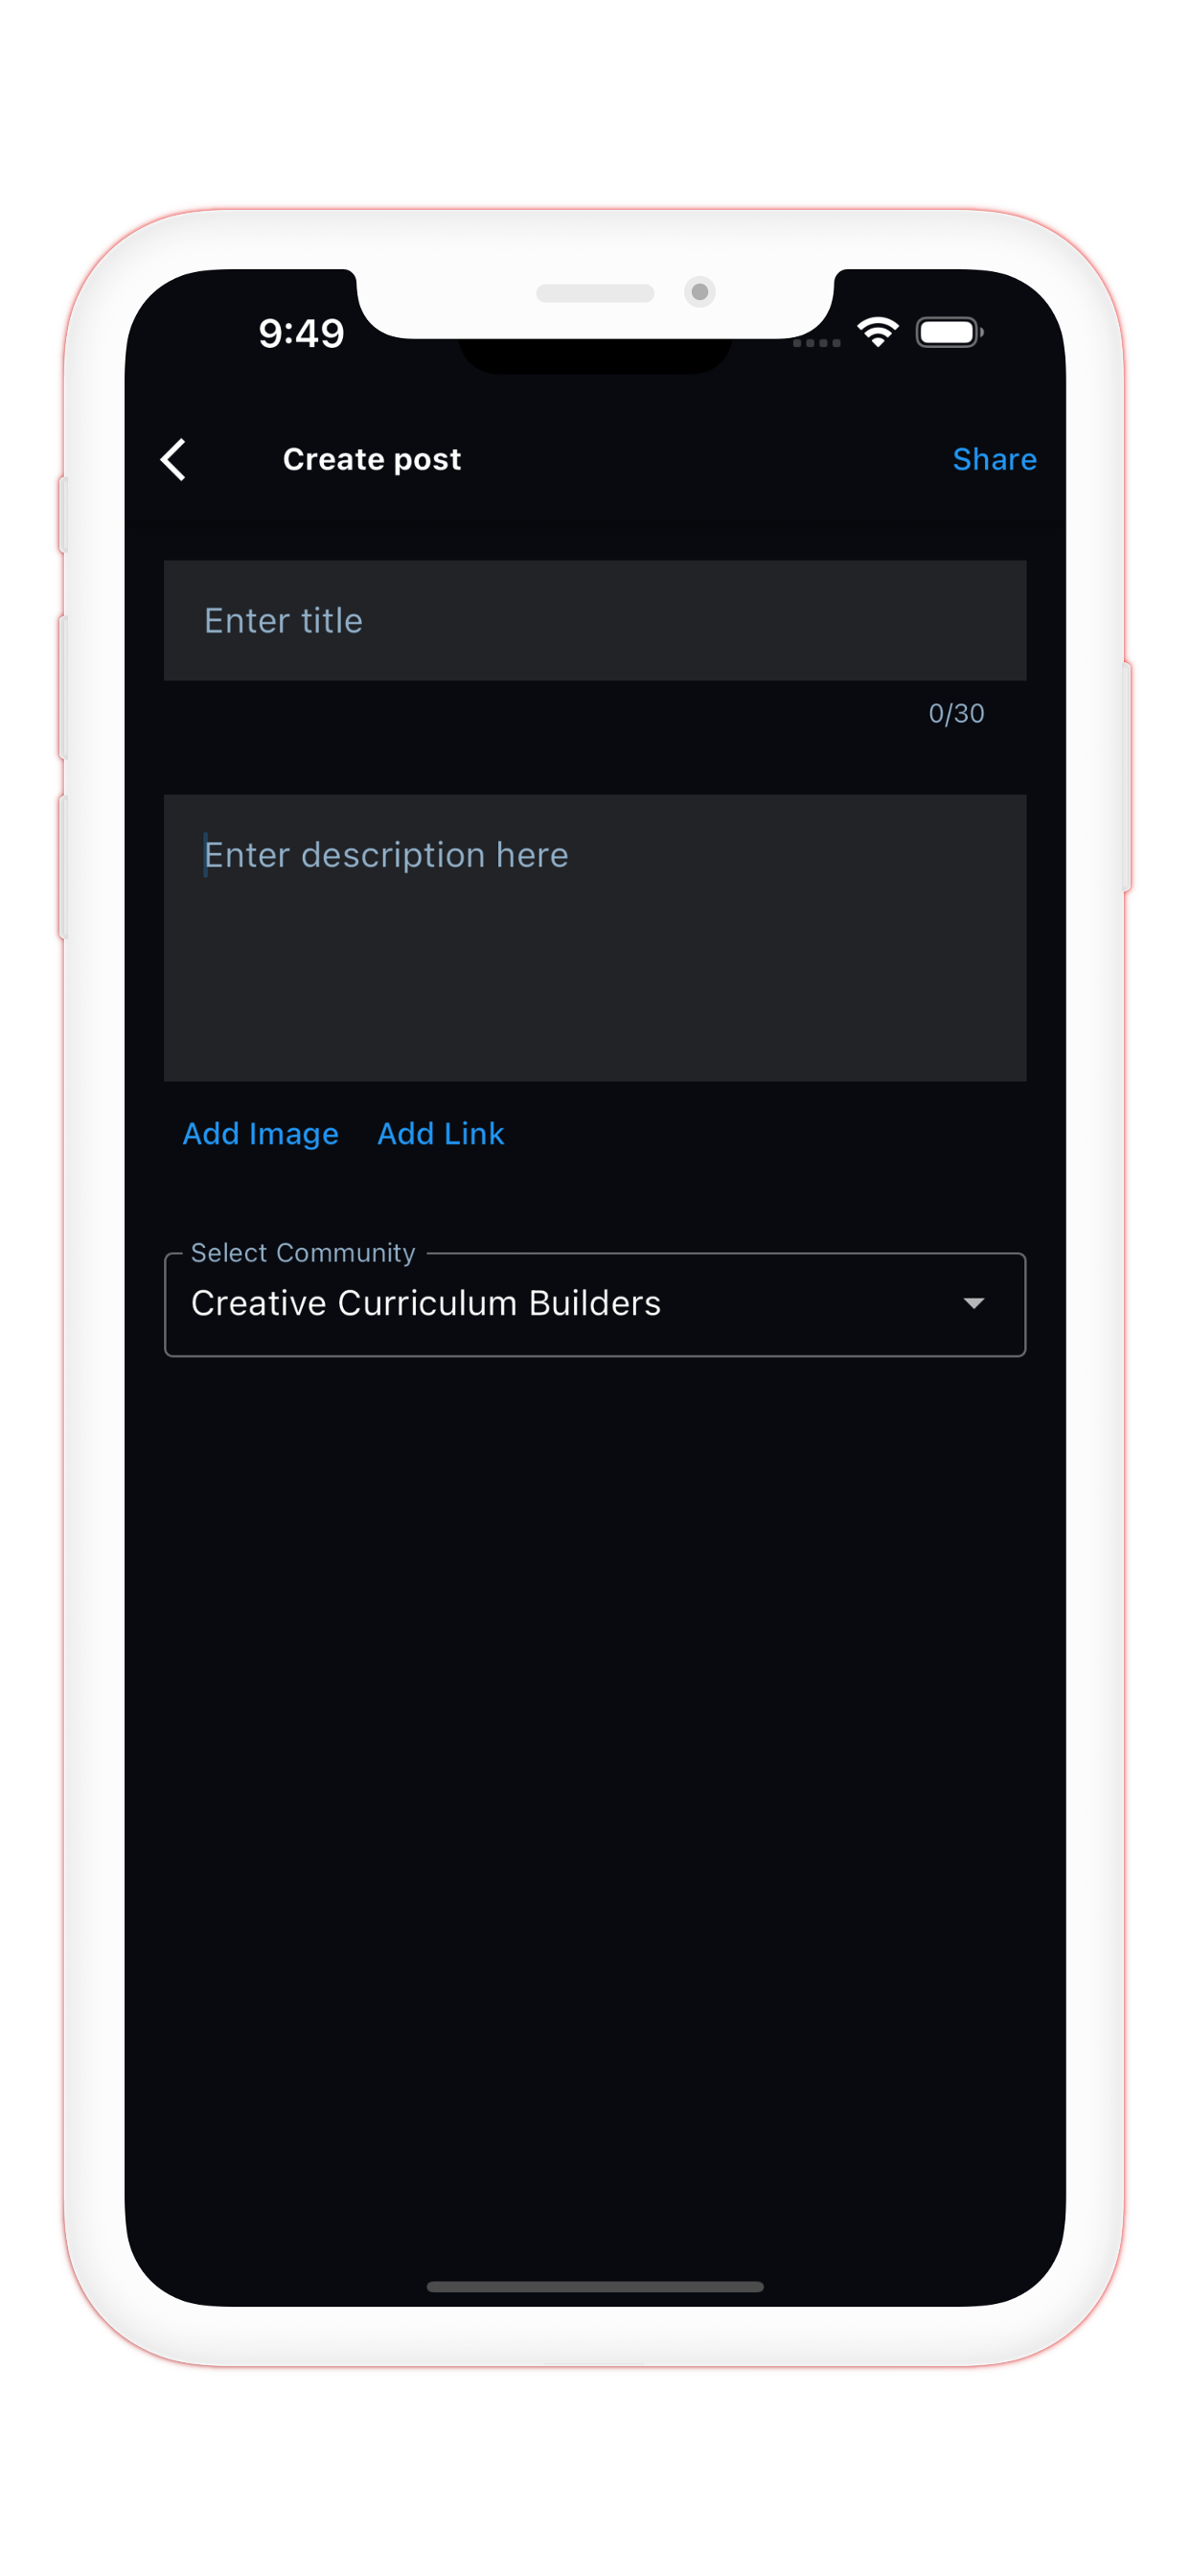 9:49
Create post
Share
Enter title
0/30
Enter description here
Add Image Add Link
Select Community
Creative Curriculum Builders